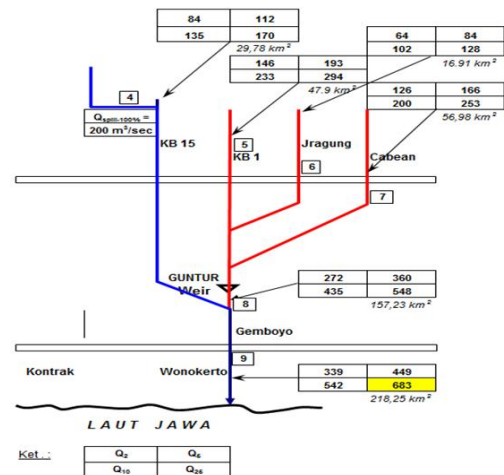 84 112
135 170
29,78 km²
64 84
102 128
16.91 km²
146 193
233 294
47.9 km²
126 166
200 253
56,98 km²
4
Qspill-100% =
200 m³/sec
KB 15
5
KB 1
Jragung
6
Cabean
7
GUNTUR
Weir
8
272 360
435 548
157,23 km²
Gemboyo
9
Kontrak
Wonokerto
339 449
542 683
218,25 km²
LAUT JAWA
Ket . :
Q2 Q5
Q10 Q25